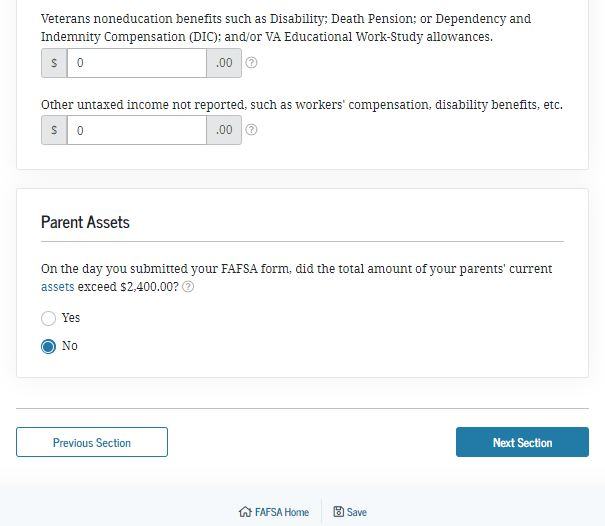 Veterans noneducation benefits such as Disability; Death Pension; or Dependency and
Indemnity Compensation (DIC); and/or VA Educational Work-Study allowances.
$ 0 .00 ?
Other untaxed income not reported, such as workers' compensation, disability benefits, etc.
$ 0 .00 ?
Parent Assets
On the day you submitted your FAFSA form, did the total amount of your parents' current
assets exceed $2,400.00? ?
Yes
No
Previous Section Next Section
FAFSA Home Save